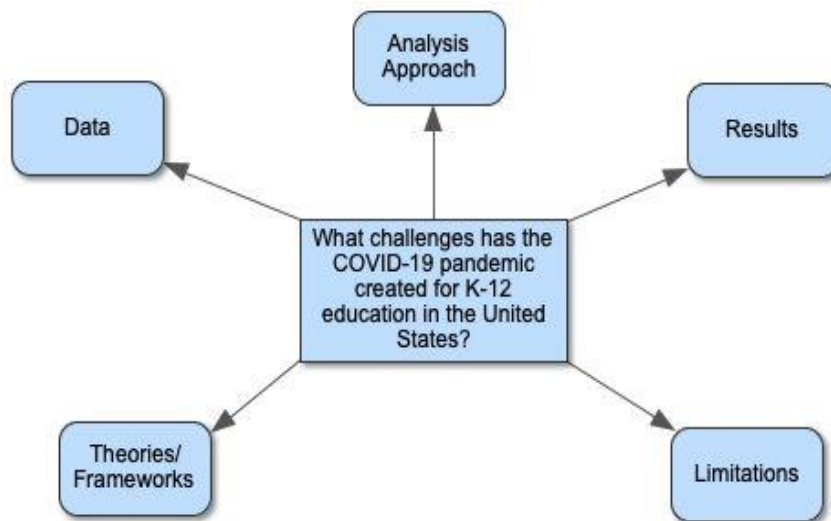 Analysis
Approach
Data
Results
What challenges has the
COVID-19 pandemic
created for K-12
education in the United
States?
Theories/
Frameworks
Limitations